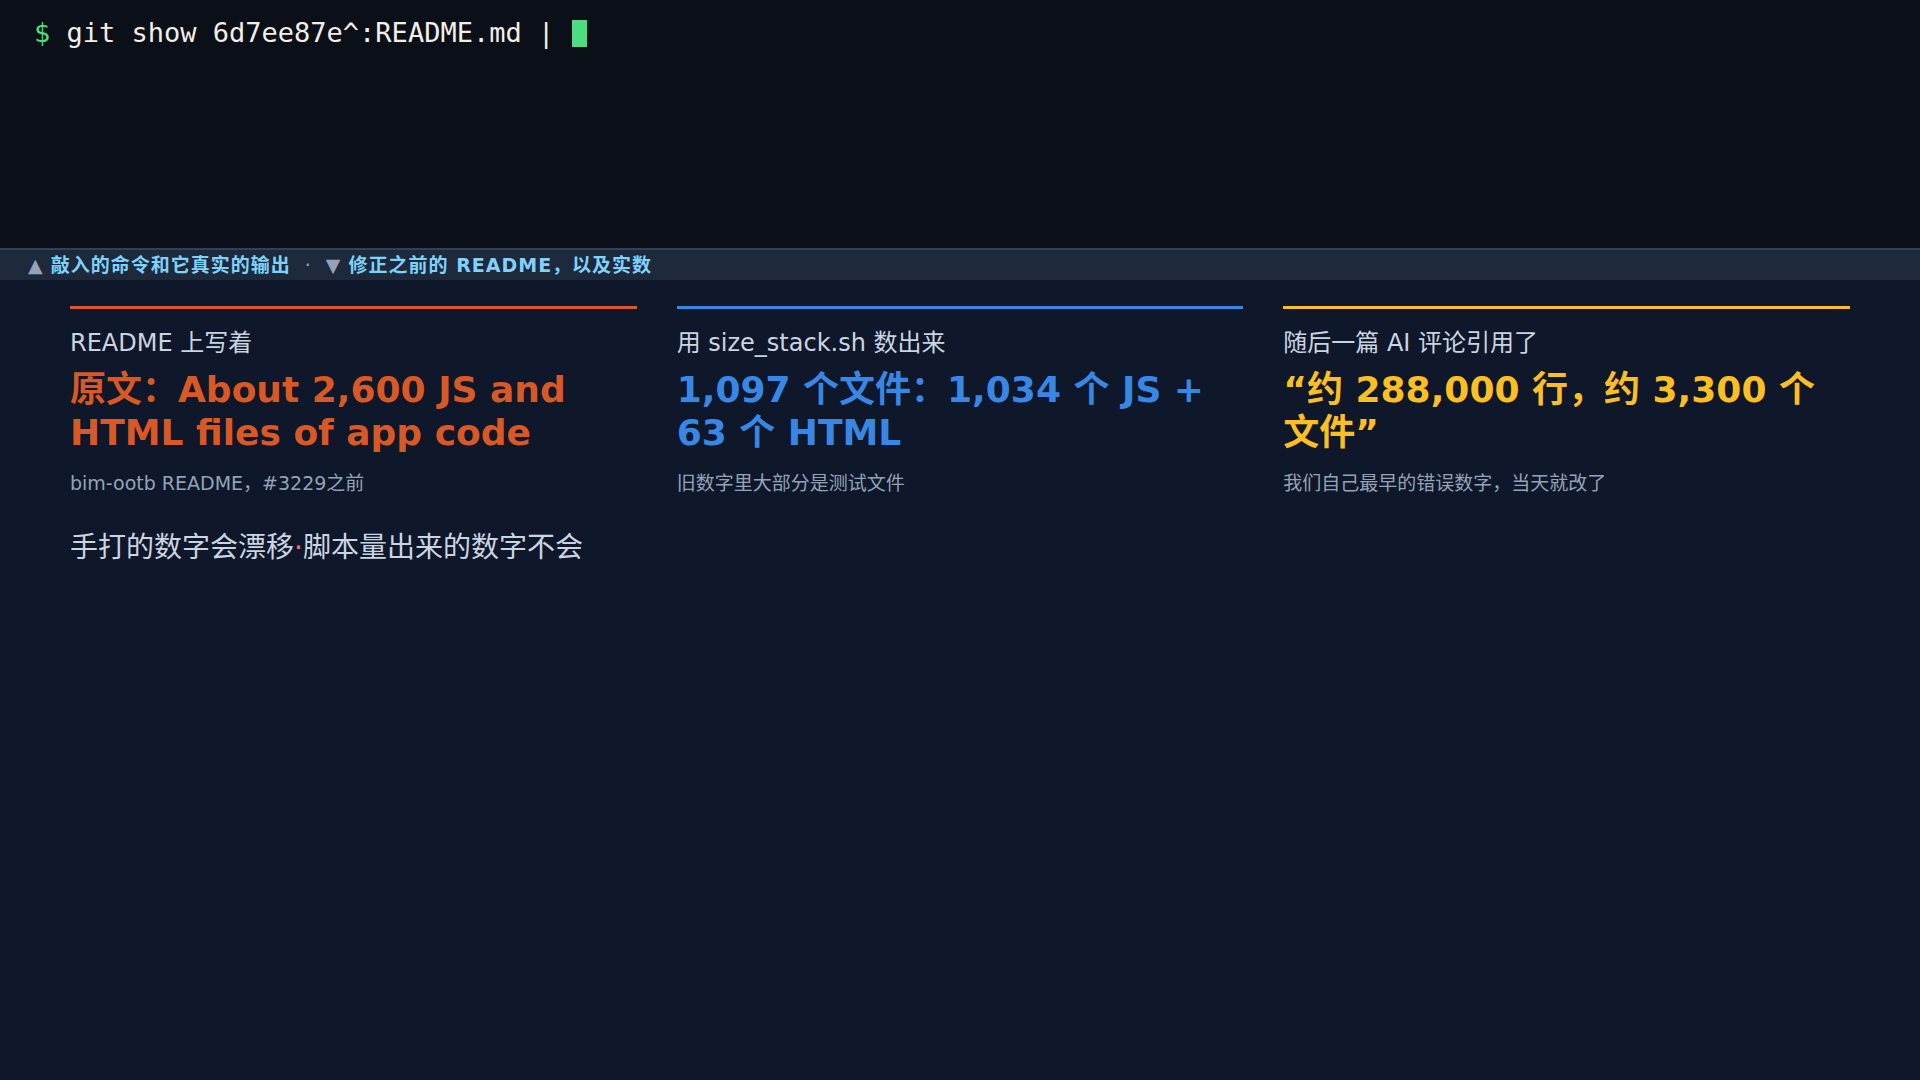 $ git show 6d7ee87e^:README.md |
▲ 敲入的命令和它真实的输出 · ▼ 修正之前的 README，以及实数
README 上写着
原文：About 2,600 JS and
HTML files of app code
bim-ootb README，#3229之前
用 size_stack.sh 数出来
1,097 个文件：1,034 个 JS +
63 个 HTML
旧数字里大部分是测试文件
随后一篇 AI 评论引用了
“约 288,000 行，约 3,300 个
文件”
我们自己最早的错误数字，当天就改了
手打的数字会漂移·脚本量出来的数字不会